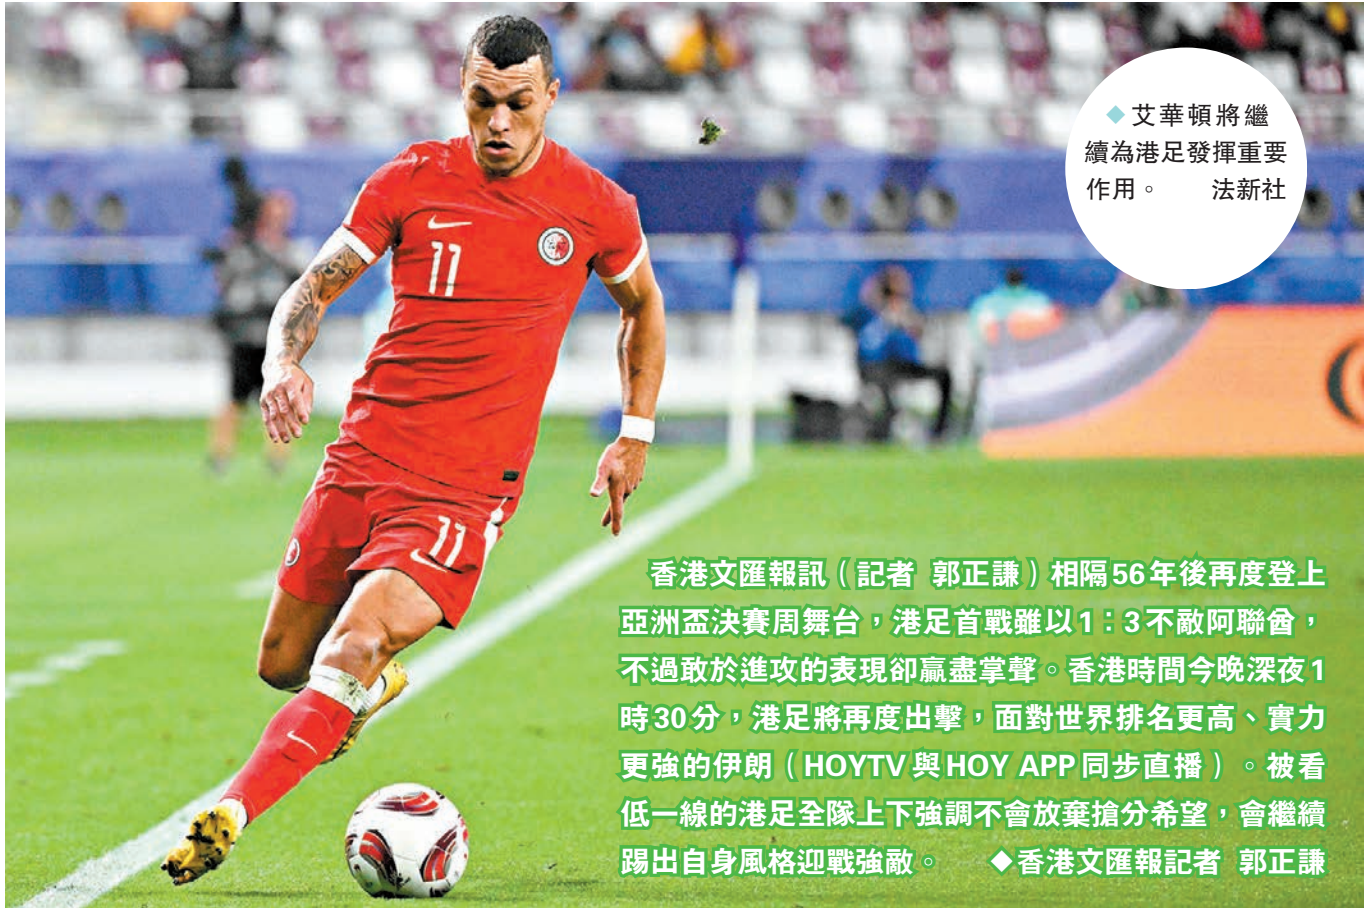 ◆艾華頓將繼
續為港足發揮重要
作用。 法新社
11
11
香港文匯報訊（記者 郭正謙）相隔56年後再度登上
亞洲盃決賽周舞台，港足首戰雖以1：3不敵阿聯酋，
不過敢於進攻的表現卻贏盡掌聲。香港時間今晚深夜1
時30分，港足將再度出擊，面對世界排名更高、實力
更強的伊朗（HOYTV與HOY APP同步直播）。被看
低一線的港足全隊上下強調不會放棄搶分希望，會繼續
踢出自身風格迎戰強敵。 ◆香港文匯報記者 郭正謙